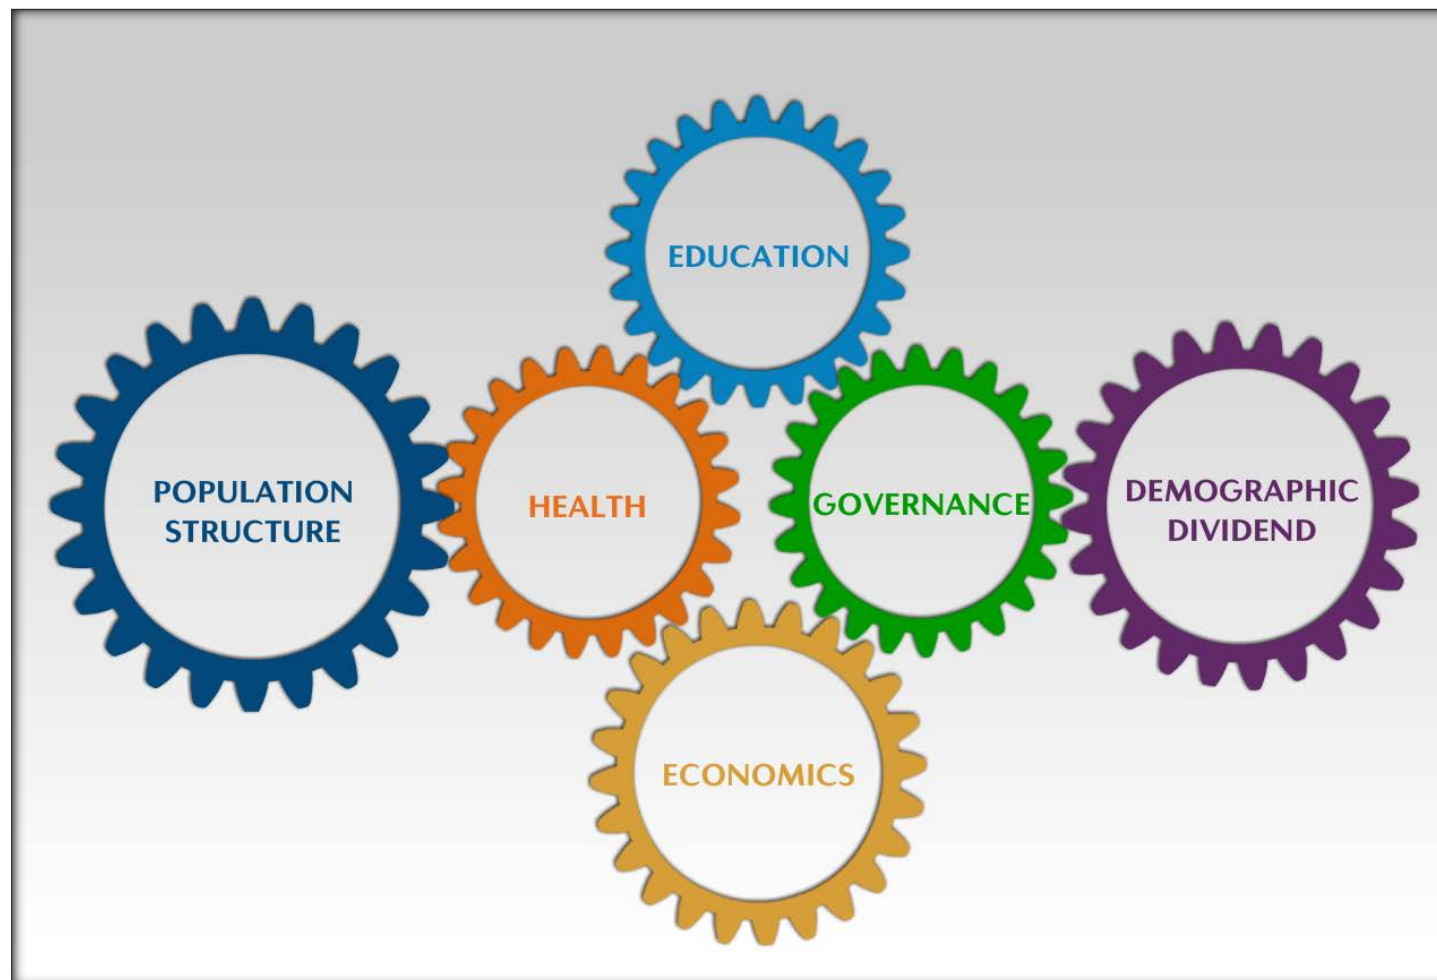 EDUCATION
POPULATION
STRUCTURE
HEALTH
GOVERNANCE
DEMOGRAPHIC
DIVIDEND
ECONOMICS